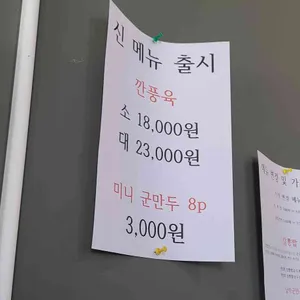 신 메뉴 출시
깐풍육
소 18,000원
대 23,000원
미니 군만두 8p
3,000원